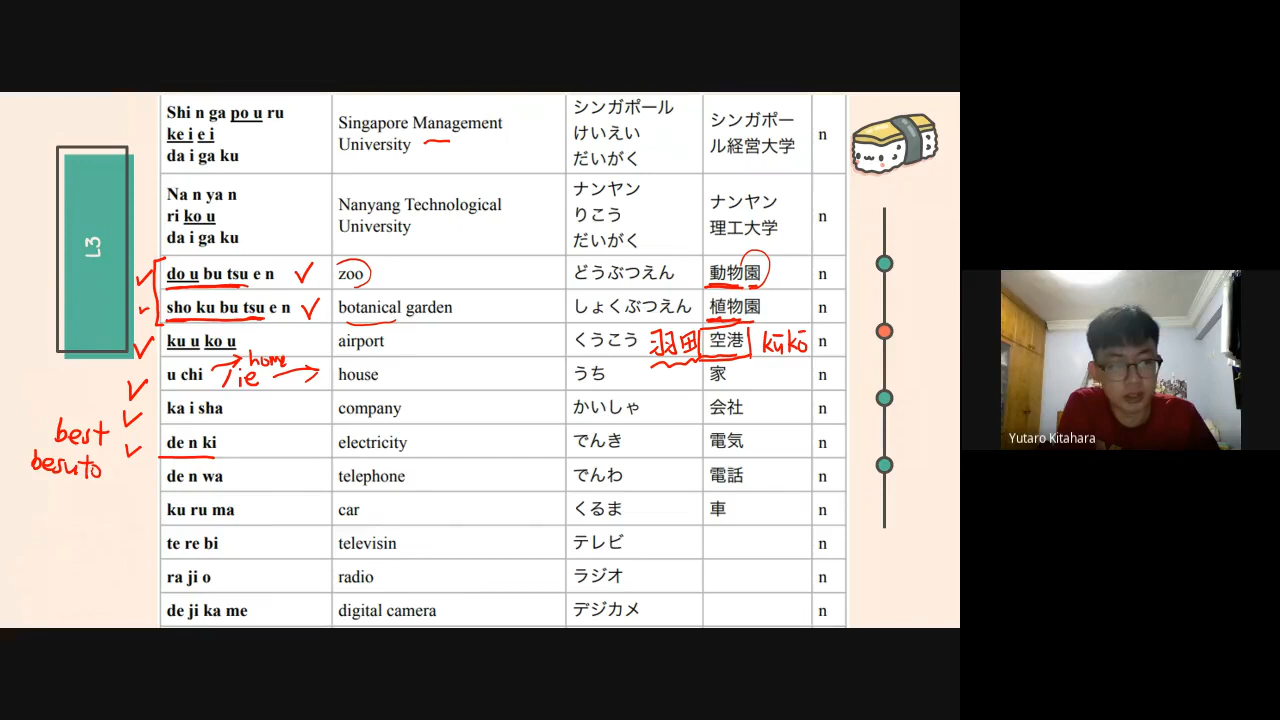 Shi n ga po u ru
ke i e i
da i ga ku
Singapore Management
University
シンガポール
けいえい
だいがく
シンガポー
ル経営大学
n
Na n ya n
ri ko u
da i ga ku
Nanyang Technological
University
ナンヤン
りこう
だいがく
ナンヤン
理工大学
n
L3
do u bu tsu e n
zoo
どうぶつえん
動物園
n
sho ku bu tsu e n
botanical garden
しょくぶつえん
植物園
n
ku u ko u
airport
くうこう
羽田
空港
kūkō
n
home
u chi
ie
house
うち
家
n
ka i sha
company
かいしゃ
会社
n
best
besuto
de n ki
electricity
でんき
電気
n
de n wa
telephone
でんわ
電話
n
ku ru ma
car
くるま
車
n
te re bi
televisin
テレビ
n
ra ji o
radio
ラジオ
n
de ji ka me
digital camera
デジカメ
n
Yutaro Kitahara